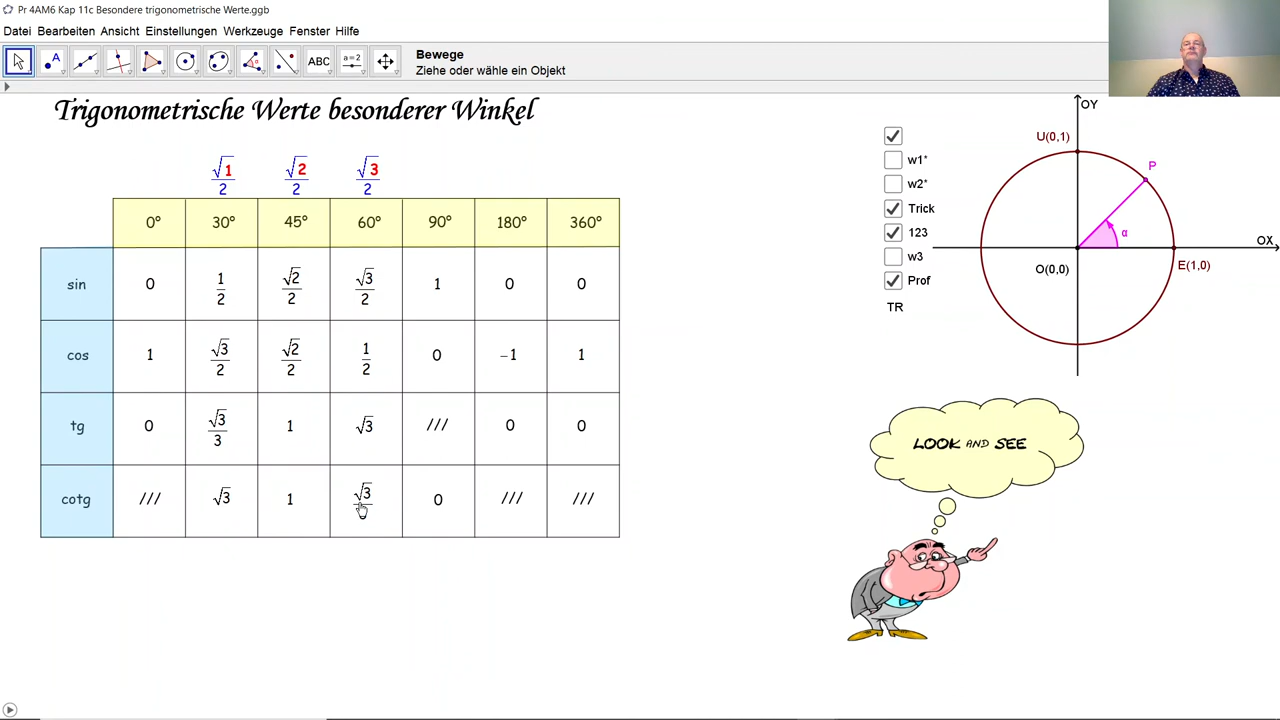 Pr 4AM6 Kap 11c Besondere trigonometrische Werte.ggb
Datei Bearbeiten Ansicht Einstellungen Werkzeuge Fenster Hilfe
A ABC a=2
Bewege
Ziehe oder wähle ein Objekt
Trigonometrische Werte besonderer Winkel
√1/2 √2/2 √3/2
0° 30° 45° 60° 90° 180° 360°
sin 0 1/2 √2/2 √3/2 1 0 0
cos 1 √3/2 √2/2 1/2 0 −1 1
tg 0 √3/3 1 √3 /// 0 0
cotg /// √3 1 √3 0 /// ///
w1*
w2*
Trick
123
w3
Prof
TR
OY
U(0,1)
P
α
OX
O(0,0)
E(1,0)
LOOK AND SEE